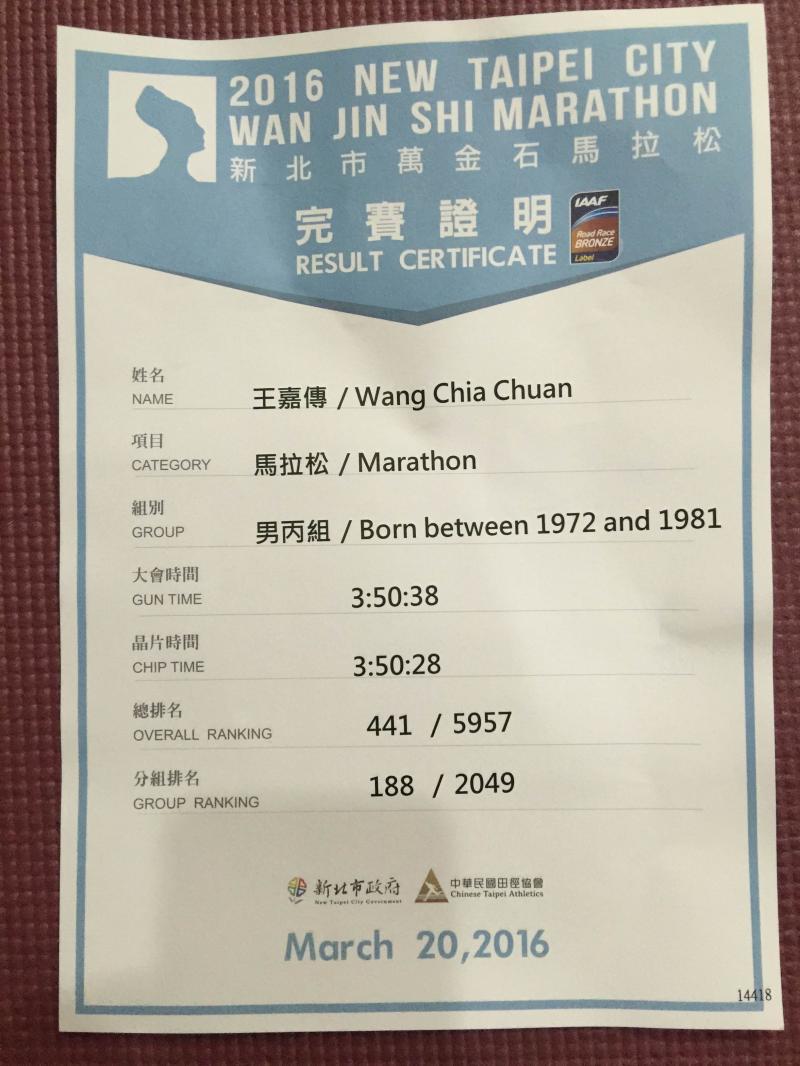 2016 NEW TAIPEI CITY
WAN JIN SHI MARATHON
新北市萬金石馬拉松
完賽證明
RESULT CERTIFICATE
IAAF
Road Race
BRONZE
Label
姓名
NAME
王嘉傳 / Wang Chia Chuan
項目
CATEGORY
馬拉松 / Marathon
組別
GROUP
男丙組 / Born between 1972 and 1981
大會時間
GUN TIME
3:50:38
晶片時間
CHIP TIME
3:50:28
總排名
OVERALL RANKING
441 / 5957
分組排名
GROUP RANKING
188 / 2049
新北市政府
New Taipei City Government
中華民國田徑協會
Chinese Taipei Athletics
March 20,2016
14418